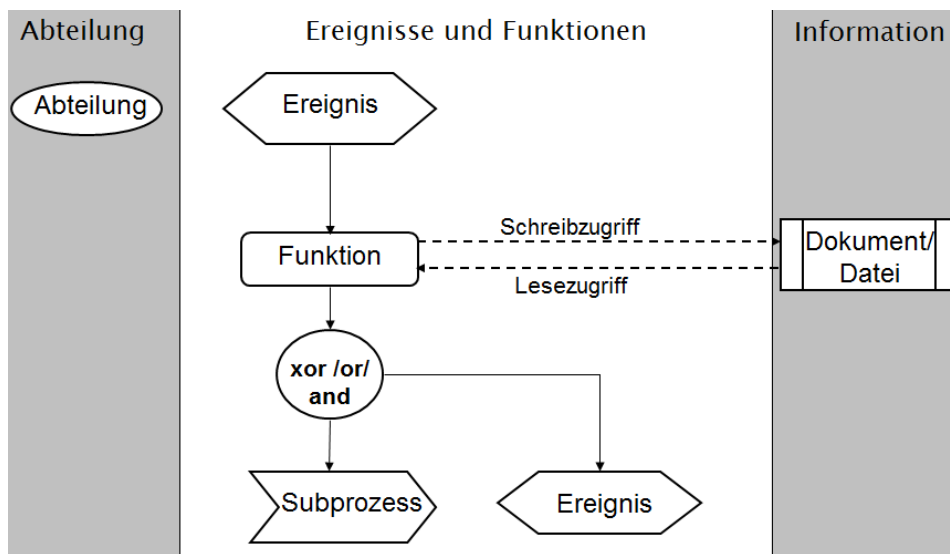 Abteilung
Ereignisse und Funktionen
Information
Abteilung
Ereignis
Funktion
Schreibzugriff
Lesezugriff
Dokument/
Datei
xor /or/
and
Subprozess
Ereignis